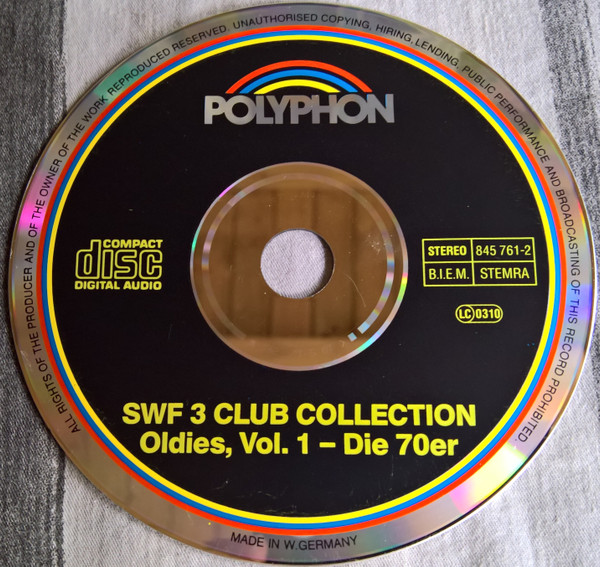 ALL RIGHTS OF THE PRODUCER AND OF THE OWNER OF THE WORK REPRODUCED RESERVED. UNAUTHORISED COPYING, HIRING, LENDING, PUBLIC PERFORMANCE AND BROADCASTING OF THIS RECORD PROHIBITED.
POLYPHON
COMPACT
disc
DIGITAL AUDIO
STEREO 845 761-2
B.I.E.M. STEMRA
LC 0310
SWF 3 CLUB COLLECTION
Oldies, Vol. 1 – Die 70er
MADE IN W.GERMANY